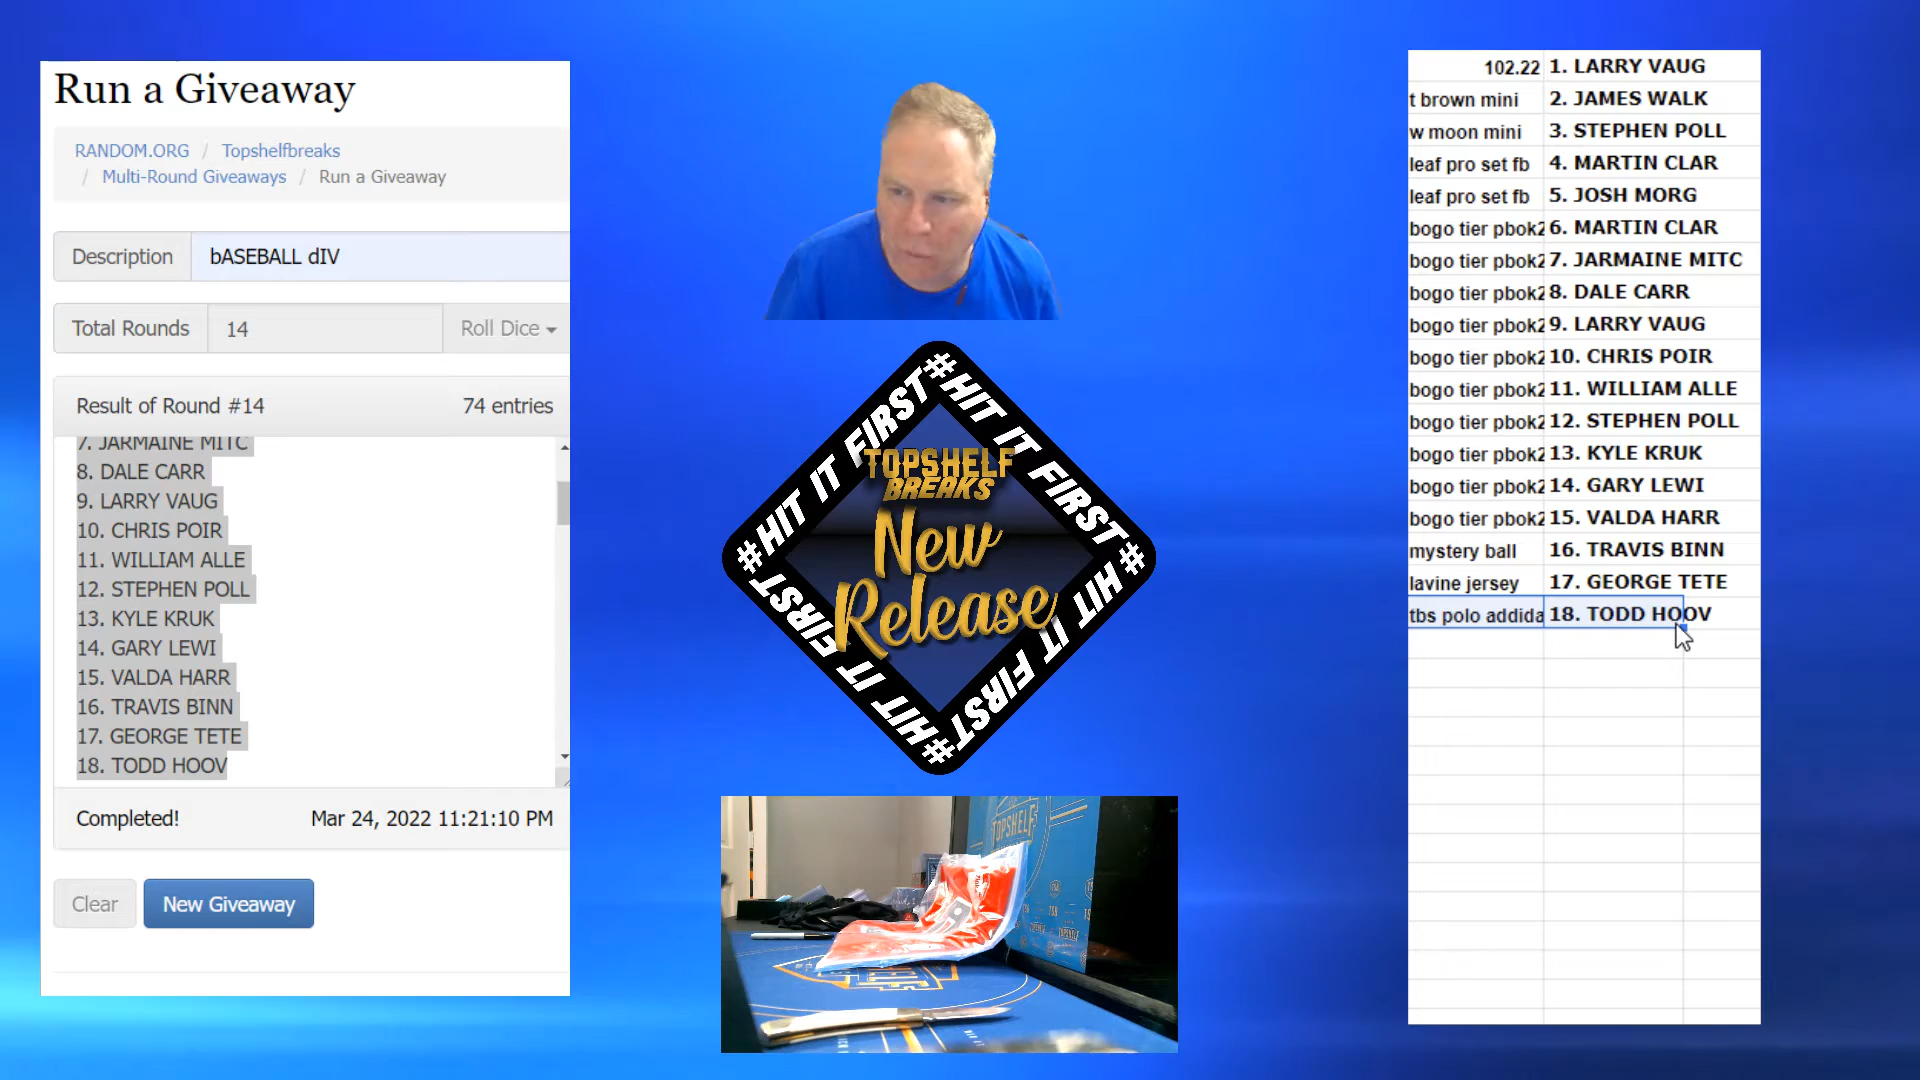 Run a Giveaway
RANDOM.ORG / Topshelfbreaks
/ Multi-Round Giveaways / Run a Giveaway
Description bASEBALL dIV
Total Rounds 14 Roll Dice
Result of Round #14 74 entries
7. JARMAINE MITC
8. DALE CARR
9. LARRY VAUG
10. CHRIS POIR
11. WILLIAM ALLE
12. STEPHEN POLL
13. KYLE KRUK
14. GARY LEWI
15. VALDA HARR
16. TRAVIS BINN
17. GEORGE TETE
18. TODD HOOV
Completed! Mar 24, 2022 11:21:10 PM
Clear New Giveaway
#HIT IT FIRST
#HIT IT FIRST
#HIT IT FIRST
#HIT IT FIRST
TOPSHELF
BREAKS
New
Release
TOPSHELF
102.22 1. LARRY VAUG
t brown mini 2. JAMES WALK
w moon mini 3. STEPHEN POLL
leaf pro set fb 4. MARTIN CLAR
leaf pro set fb 5. JOSH MORG
bogo tier pbok2 6. MARTIN CLAR
bogo tier pbok2 7. JARMAINE MITC
bogo tier pbok2 8. DALE CARR
bogo tier pbok2 9. LARRY VAUG
bogo tier pbok2 10. CHRIS POIR
bogo tier pbok2 11. WILLIAM ALLE
bogo tier pbok2 12. STEPHEN POLL
bogo tier pbok2 13. KYLE KRUK
bogo tier pbok2 14. GARY LEWI
bogo tier pbok2 15. VALDA HARR
mystery ball 16. TRAVIS BINN
lavine jersey 17. GEORGE TETE
tbs polo addida 18. TODD HOOV